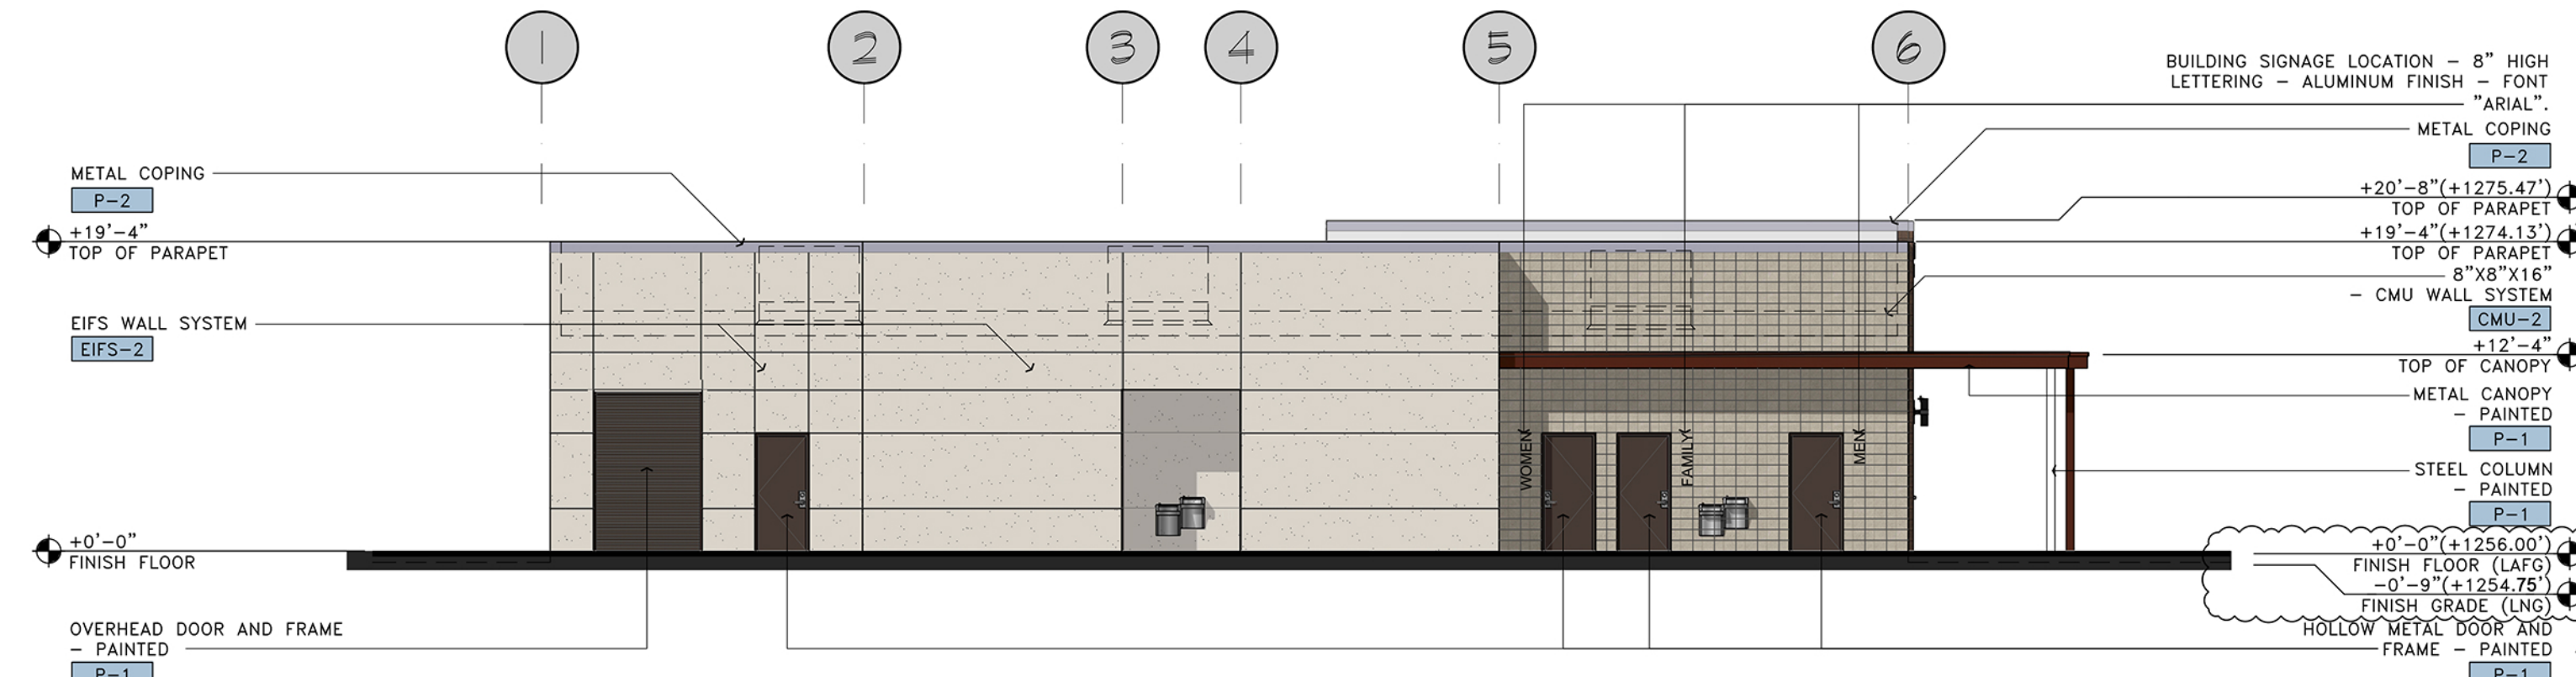 1 2 3 4 5 6
BUILDING SIGNAGE LOCATION – 8" HIGH
LETTERING – ALUMINUM FINISH – FONT
"ARIAL".
METAL COPING
P-2
+20'-8"(+1275.47')
TOP OF PARAPET
+19'-4"(+1274.13')
TOP OF PARAPET
8"X8"X16"
– CMU WALL SYSTEM
CMU-2
+12'-4"
TOP OF CANOPY
METAL CANOPY
– PAINTED
P-1
STEEL COLUMN
– PAINTED
P-1
+0'-0"(+1256.00')
FINISH FLOOR (LAFG)
-0'-9"(+1254.75')
FINISH GRADE (LNG)
HOLLOW METAL DOOR AND
FRAME – PAINTED
P-1
METAL COPING
P-2
+19'-4"
TOP OF PARAPET
EIFS WALL SYSTEM
EIFS-2
+0'-0"
FINISH FLOOR
OVERHEAD DOOR AND FRAME
– PAINTED
P-1
WOMEN
FAMILY
MEN